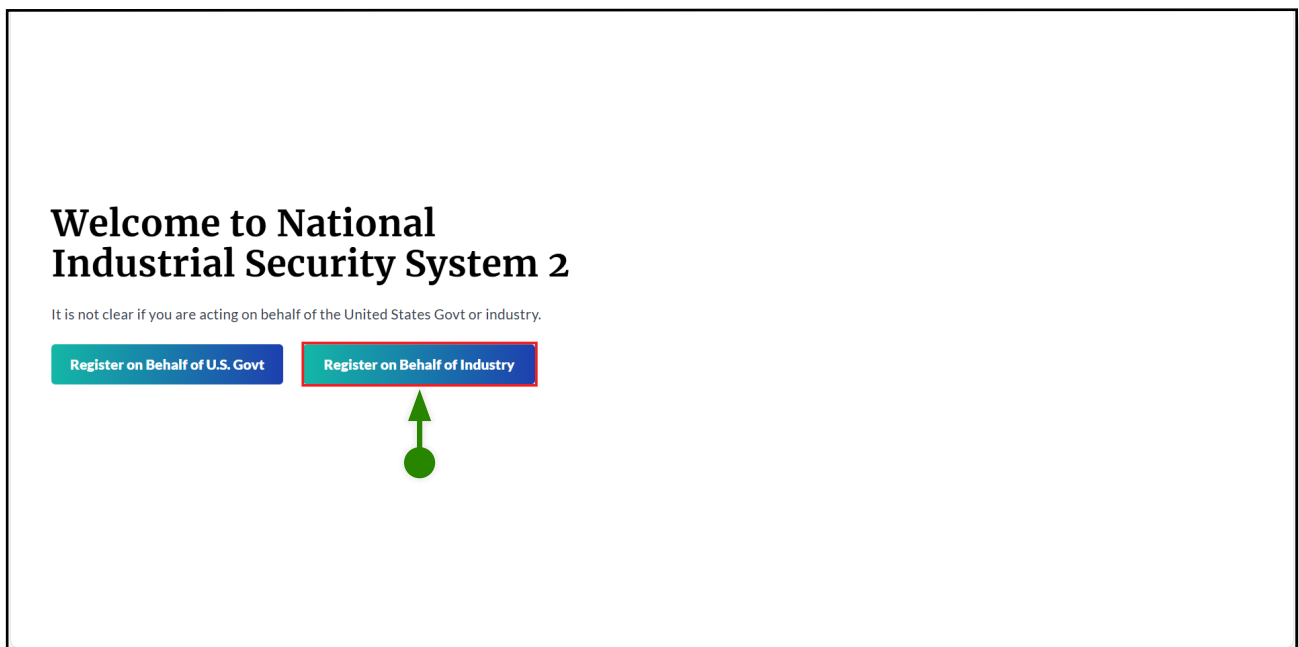 Welcome to National
Industrial Security System 2
It is not clear if you are acting on behalf of the United States Govt or industry.
Register on Behalf of U.S. Govt
Register on Behalf of Industry